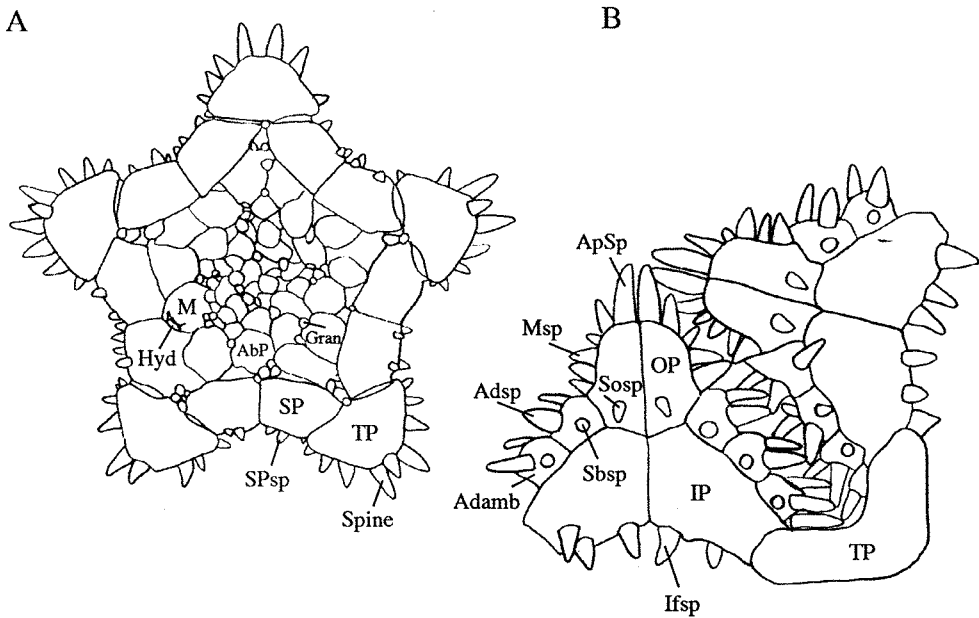 A
M
Hyd
AbP
Gran
SP
TP
SPsp
Spine
B
ApSp
Msp
OP
Sosp
Adsp
Sbsp
Adamb
IP
TP
Ifsp